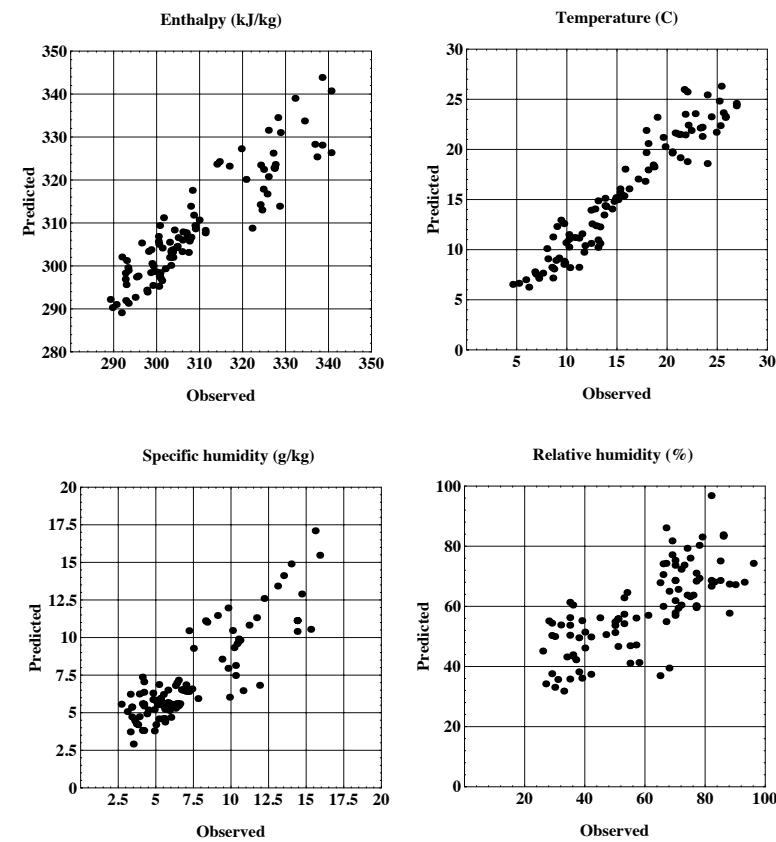 Enthalpy (kJ/kg)
350
340
330
320
310
300
290
280
Predicted
290 300 310 320 330 340 350
Observed
Temperature (C)
30
25
20
15
10
5
0
Predicted
5 10 15 20 25 30
Observed
Specific humidity (g/kg)
20
17.5
15
12.5
10
7.5
5
2.5
0
Predicted
2.5 5 7.5 10 12.5 15 17.5 20
Observed
Relative humidity (%)
100
80
60
40
20
0
Predicted
20 40 60 80 100
Observed